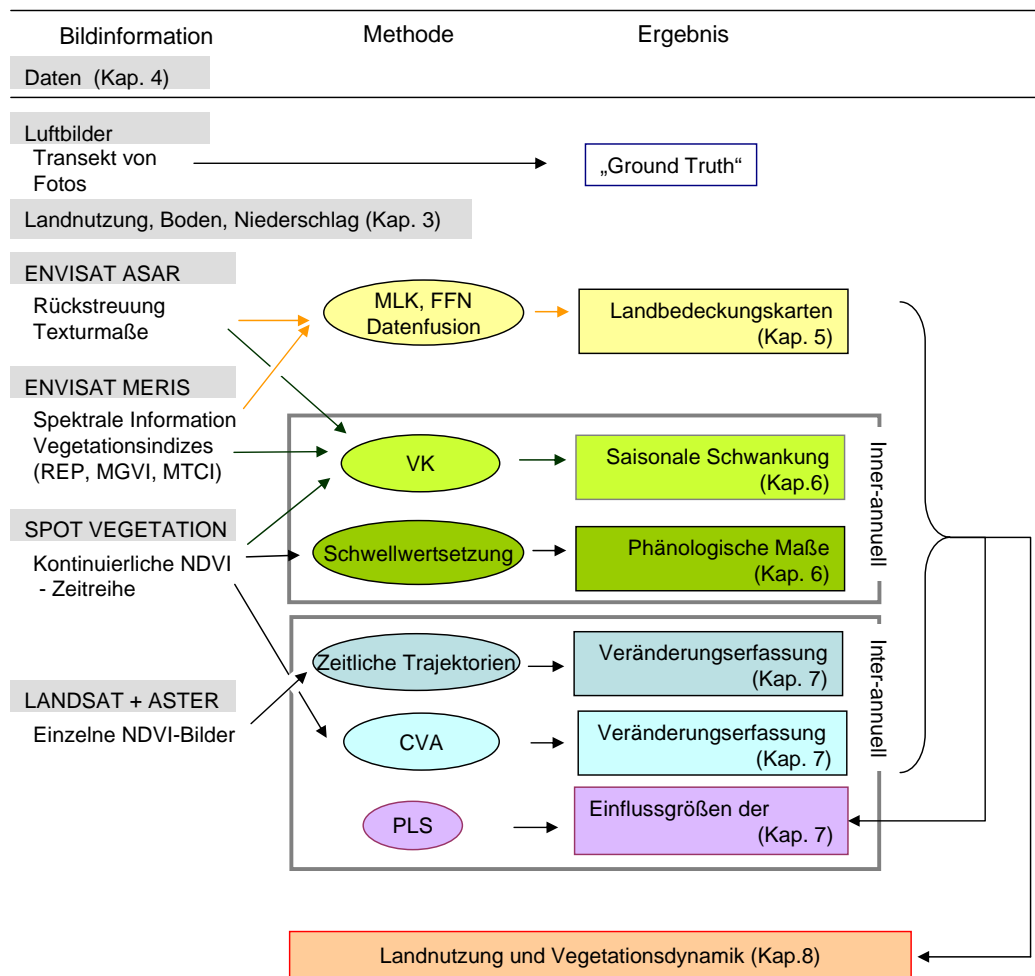 Bildinformation
Methode
Ergebnis
Daten (Kap. 4)
Luftbilder
Transekt von
Fotos
„Ground Truth“
Landnutzung, Boden, Niederschlag (Kap. 3)
ENVISAT ASAR
Rückstreuung
Texturmaße
MLK, FFN
Datenfusion
Landbedeckungskarten
(Kap. 5)
ENVISAT MERIS
Spektrale Information
Vegetationsindizes
(REP, MGVI, MTCI)
VK
Saisonale Schwankung
(Kap.6)
Inner-annuell
SPOT VEGETATION
Kontinuierliche NDVI
- Zeitreihe
Schwellwertsetzung
Phänologische Maße
(Kap. 6)
Zeitliche Trajektorien
Veränderungserfassung
(Kap. 7)
Inter-annuell
LANDSAT + ASTER
Einzelne NDVI-Bilder
CVA
Veränderungserfassung
(Kap. 7)
PLS
Einflussgrößen der
(Kap. 7)
Landnutzung und Vegetationsdynamik (Kap.8)